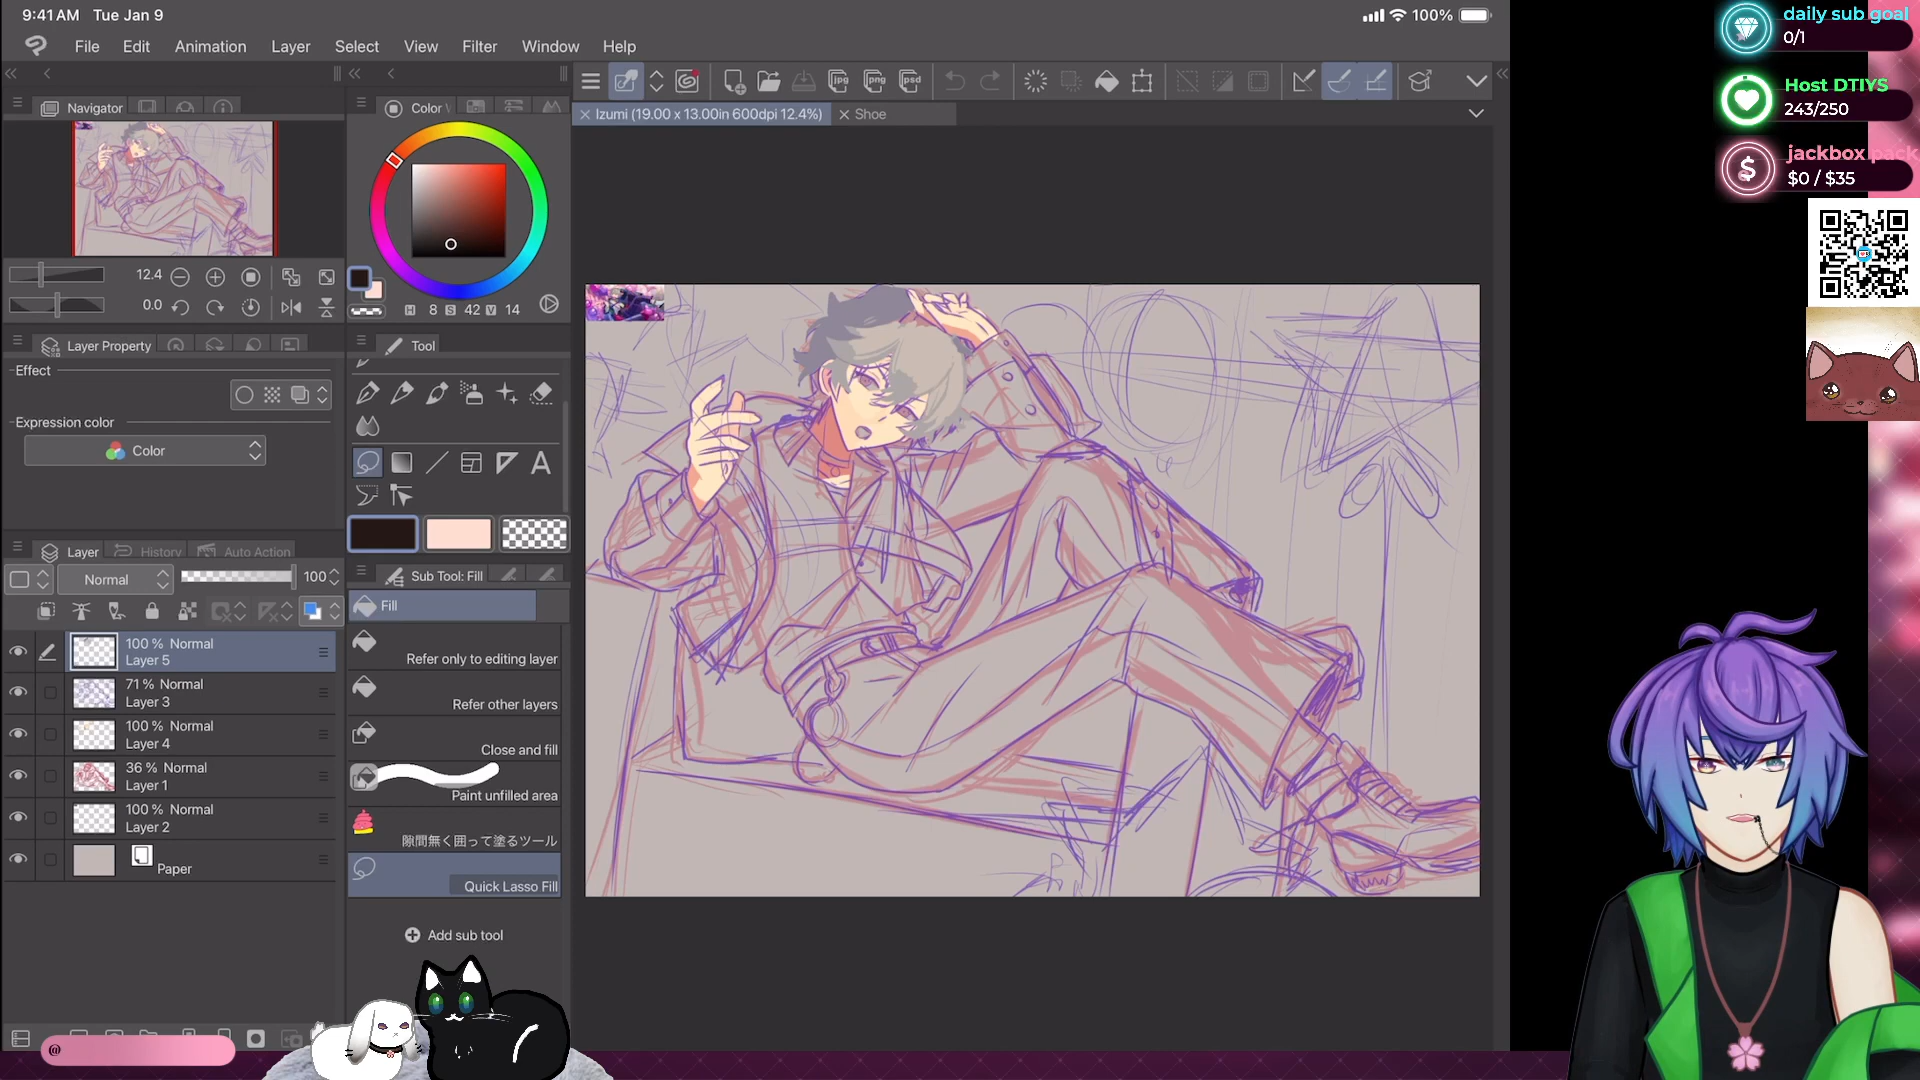 9:41 AM Tue Jan 9
100%
File Edit Animation Layer Select View Filter Window Help
Navigator
Color
jpg png psd
Izumi (19.00 x 13.00in 600dpi 12.4%)
Shoe
12.4
0.0
H 8 S 42 V 14
Layer Property
Effect
Expression color
Color
Tool
A
Layer History Auto Action
Normal 100
100 % Normal
Layer 5
71 % Normal
Layer 3
100 % Normal
Layer 4
36 % Normal
Layer 1
100 % Normal
Layer 2
Paper
Sub Tool: Fill
Fill
Refer only to editing layer
Refer other layers
Close and fill
Paint unfilled area
隙間無く囲って塗るツール
Quick Lasso Fill
Add sub tool
@
daily sub goal
0/1
Host DTIYS
243/250
jackbox pack
$0 / $35